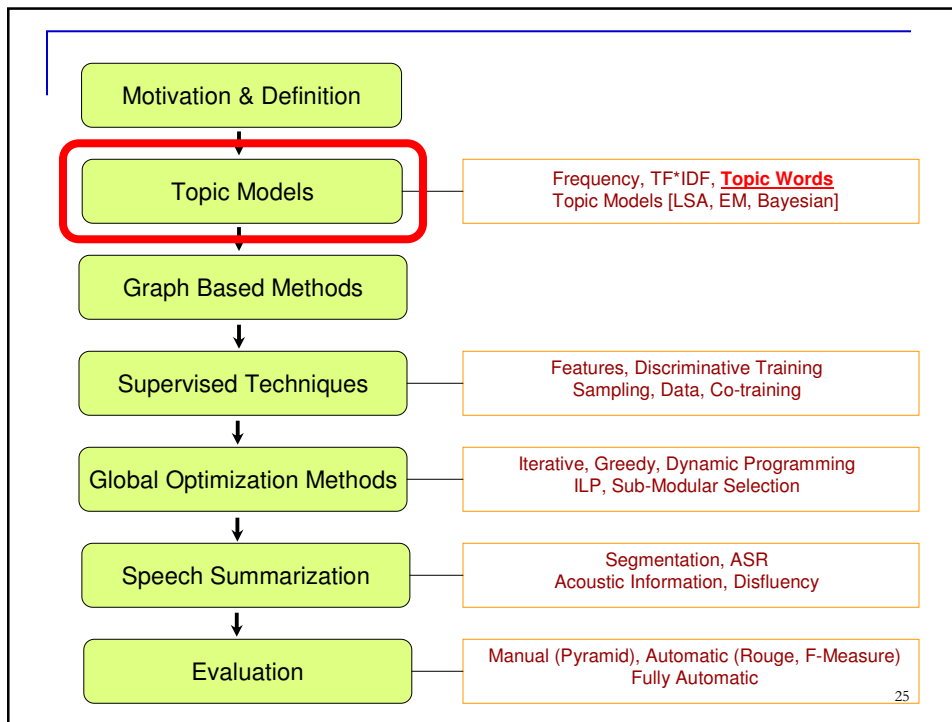 Motivation & Definition
Topic Models
Frequency, TF*IDF, Topic Words
Topic Models [LSA, EM, Bayesian]
Graph Based Methods
Supervised Techniques
Features, Discriminative Training
Sampling, Data, Co-training
Global Optimization Methods
Iterative, Greedy, Dynamic Programming
ILP, Sub-Modular Selection
Speech Summarization
Segmentation, ASR
Acoustic Information, Disfluency
Evaluation
Manual (Pyramid), Automatic (Rouge, F-Measure)
Fully Automatic
25